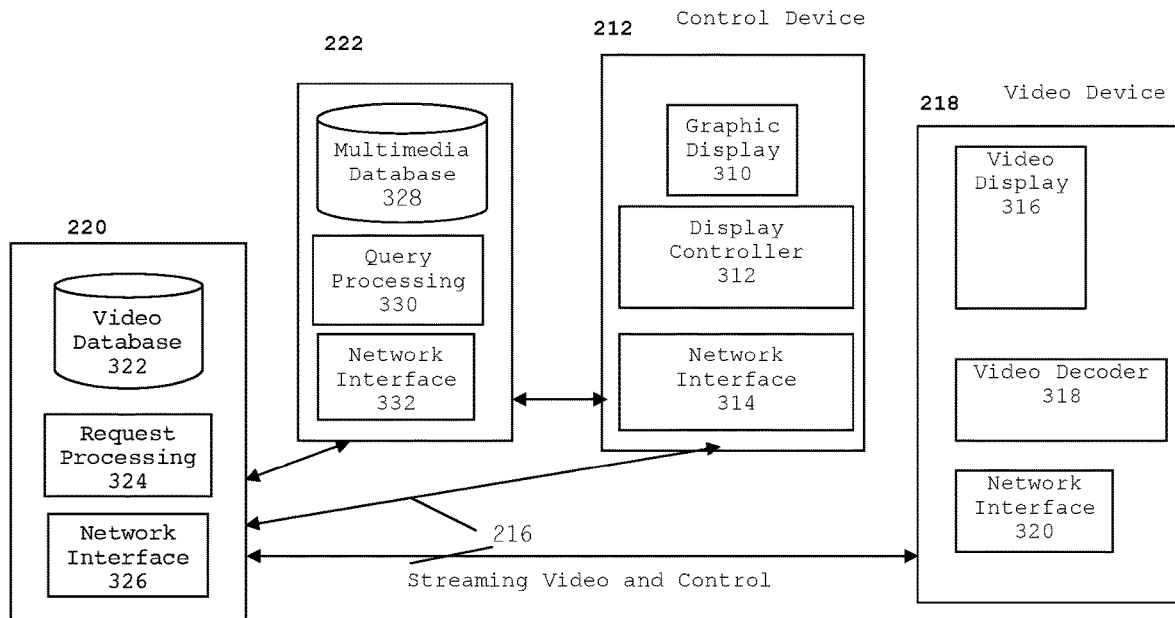 212
Control Device
222
218
Video Device
Multimedia
Database
328
Graphic
Display
310
Video
Display
316
220
Query
Processing
330
Display
Controller
312
Video
Database
322
Network
Interface
332
Network
Interface
314
Video Decoder
318
Request
Processing
324
Network
Interface
320
Network
Interface
326
216
Streaming Video and Control